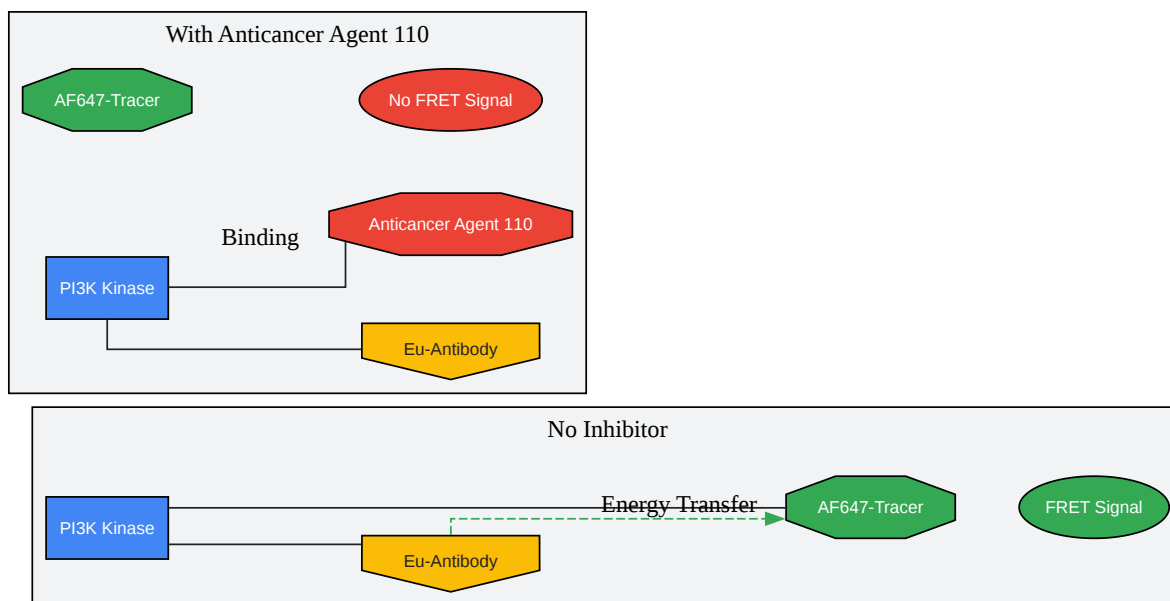 With Anticancer Agent 110
AF647-Tracer
No FRET Signal
Anticancer Agent 110
Binding
PI3K Kinase
Eu-Antibody
No Inhibitor
Energy Transfer
AF647-Tracer
FRET Signal
PI3K Kinase
Eu-Antibody